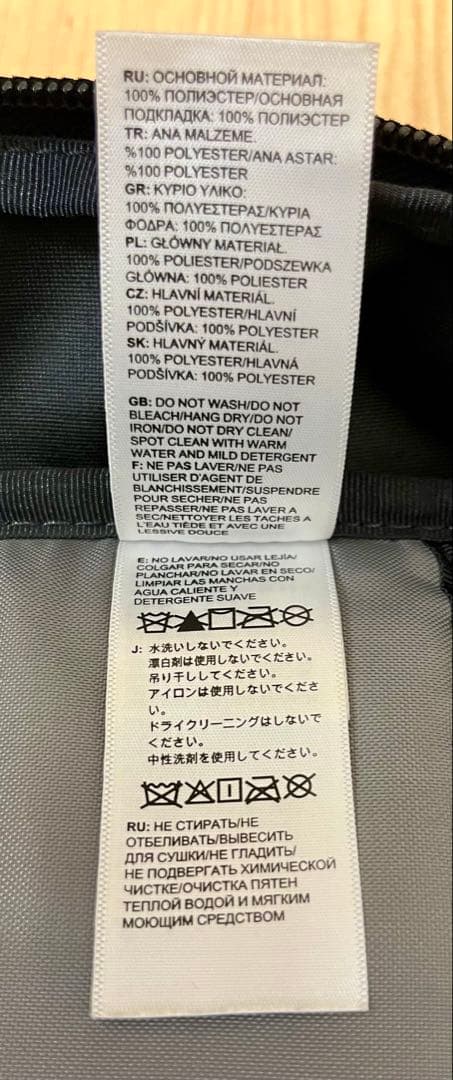 RU: ОСНОВНОЙ МАТЕРИАЛ:
100% ПОЛИЭСТЕР/ОСНОВНАЯ
ПОДКЛАДКА: 100% ПОЛИЭСТЕР
TR: ANA MALZEME.
%100 POLYESTER/ANA ASTAR:
%100 POLYESTER
GR: ΚΥΡΙΟ ΥΛΙΚΟ:
100% ΠΟΛΥΕΣΤΕΡΑΣ/ΚΥΡΙΑ
ΦΟΔΡΑ: 100% ΠΟΛΥΕΣΤΕΡΑΣ
PL: GŁÓWNY MATERIAŁ.
100% POLIESTER/PODSZEWKA
GŁÓWNA: 100% POLIESTER
CZ: HLAVNÍ MATERIÁL.
100% POLYESTER/HLAVNÍ
PODŠÍVKA: 100% POLYESTER
SK: HLAVNÝ MATERIÁL.
100% POLYESTER/HLAVNÁ
PODŠÍVKA: 100% POLYESTER
GB: DO NOT WASH/DO NOT
BLEACH/HANG DRY/DO NOT
IRON/DO NOT DRY CLEAN/
SPOT CLEAN WITH WARM
WATER AND MILD DETERGENT
F: NE PAS LAVER/NE PAS
UTILISER D'AGENT DE
BLANCHISSEMENT/SUSPENDRE
POUR SECHER/NE PAS
REPASSER/NE PAS LAVER A
SEC/NETTOYER LES TACHES A
L'EAU TIÈDE ET AVEC UNE
LESSIVE DOUCE
E: NO LAVAR/NO USAR LEJÍA/
COLGAR PARA SECAR/NO
PLANCHAR/NO LAVAR EN SECO/
LIMPIAR LAS MANCHAS CON
AGUA CALIENTE Y
DETERGENTE SUAVE
J: 水洗いしないでください。
漂白剤は使用しないでください。
吊り干ししてください。
アイロンは使用しないでくださ
い。
ドライクリーニングはしないで
ください。
中性洗剤を使用してください。
RU: НЕ СТИРАТЬ/НЕ
ОТБЕЛИВАТЬ/ВЫВЕСИТЬ
ДЛЯ СУШКИ/НЕ ГЛАДИТЬ/
НЕ ПОДВЕРГАТЬ ХИМИЧЕСКОЙ
ЧИСТКЕ/ОЧИСТКА ПЯТЕН
ТЕПЛОЙ ВОДОЙ И МЯГКИМ
МОЮЩИМ СРЕДСТВОМ